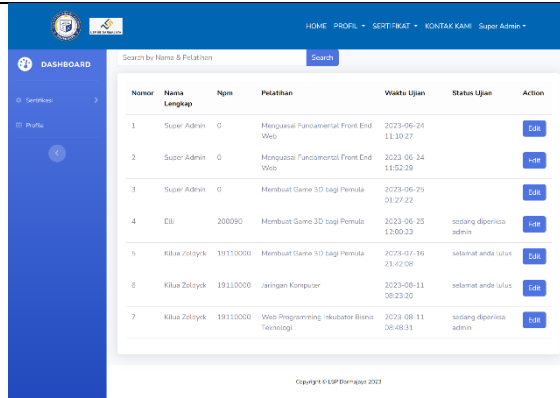 HOME PROFIL SERTIFIKAT KONTAK KAMI Super Admin
DASHBOARD
Search by Nama & Pelatihan Search
Sertifikasi
Profile
Nomor Nama Lengkap Npm Pelatihan Waktu Ujian Status Ujian Action
1 Super Admin 0 Menguasai Fundamental Front End Web 2023-06-24 11:10:27 Edit
2 Super Admin 0 Menguasai Fundamental Front End Web 2023-06-24 11:52:29 Edit
3 Super Admin 0 Membuat Game 3D bagi Pemula 2023-06-25 01:27:22 Edit
4 Elli 200090 Membuat Game 3D bagi Pemula 2023-06-25 12:00:23 sedang diperiksa admin Edit
5 Kilua Zoldyck 19110000 Membuat Game 3D bagi Pemula 2023-07-16 21:42:08 selamat anda lulus Edit
6 Kilua Zoldyck 19110000 Jaringan Komputer 2023-08-11 08:23:20 selamat anda lulus Edit
7 Kilua Zoldyck 19110000 Web Programming Inkubator Bisnis Teknologi 2023-08-11 08:48:31 sedang diperiksa admin Edit
Copyright © LSP Darmajaya 2023